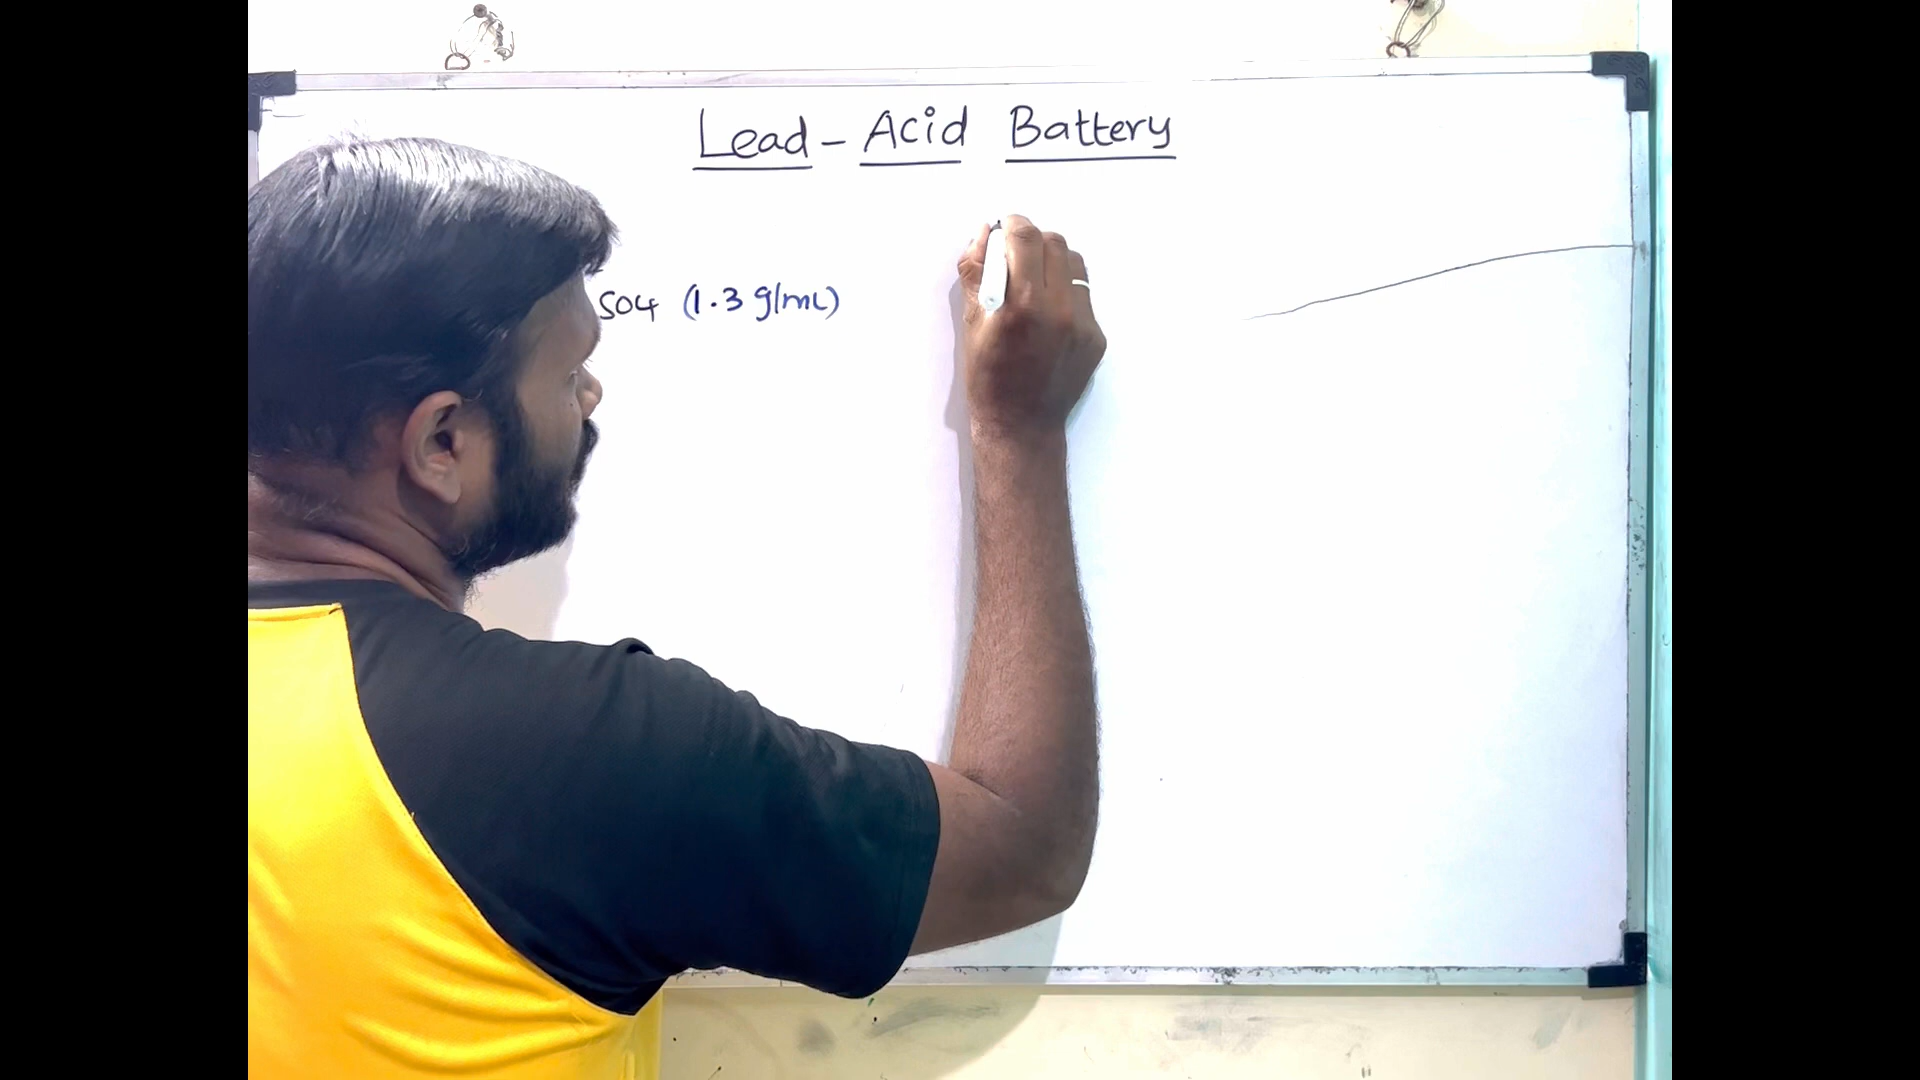 Lead - Acid Battery
SO4 (1.3 g/mL)